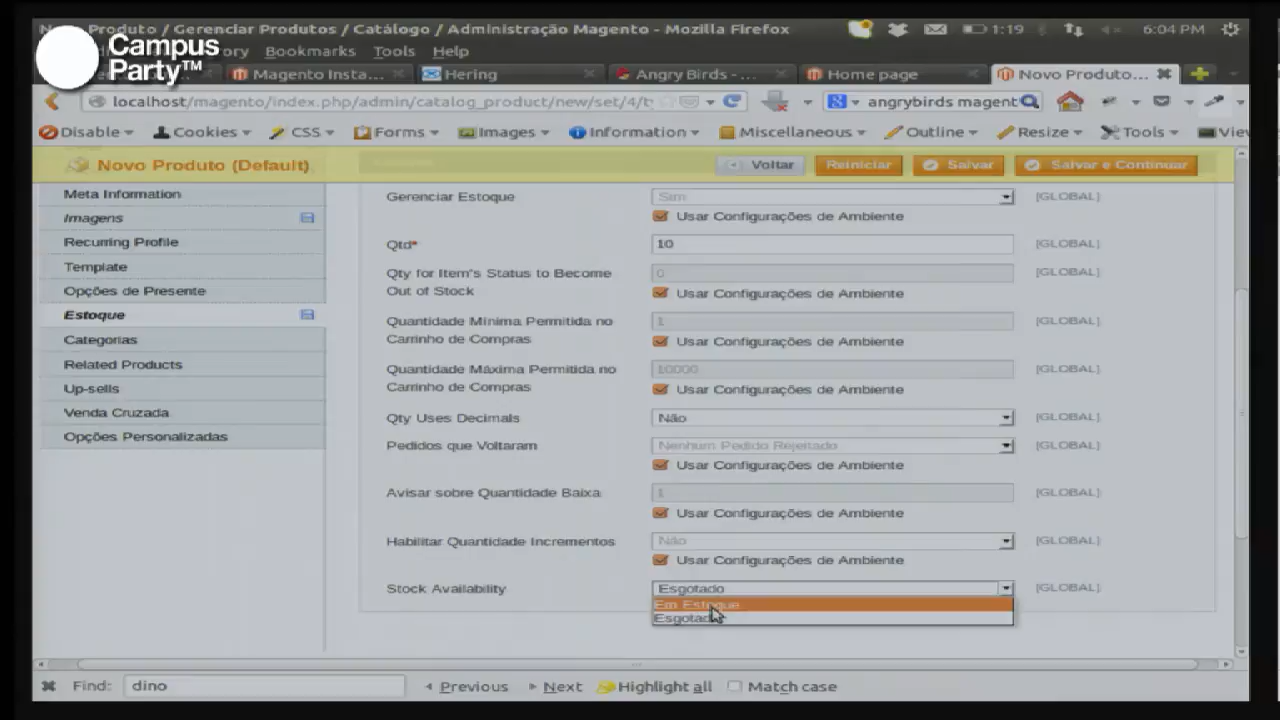 Produto / Gerenciar Produtos / Catálogo / Administração Magento - Mozilla Firefox
1:19
6:04 PM
Campus
Party™
Bookmarks Tools Help
Magento Insta...
Hering
Angry Birds - ...
Home page
Novo Produto...
localhost/magento/index.php/admin/catalog_product/new/set/4/ty
angrybirds magent
Disable
Cookies
CSS
Forms
Images
Information
Miscellaneous
Outline
Resize
Tools
View
Novo Produto (Default)
Voltar
Reiniciar
Salvar
Salvar e Continuar
Meta Information
Imagens
Recurring Profile
Template
Opções de Presente
Estoque
Categorias
Related Products
Up-sells
Venda Cruzada
Opções Personalizadas
Gerenciar Estoque
Sim
[GLOBAL]
Usar Configurações de Ambiente
Qtd*
10
[GLOBAL]
Qty for Item's Status to Become
Out of Stock
0
[GLOBAL]
Usar Configurações de Ambiente
Quantidade Mínima Permitida no
Carrinho de Compras
1
[GLOBAL]
Usar Configurações de Ambiente
Quantidade Máxima Permitida no
Carrinho de Compras
10000
[GLOBAL]
Usar Configurações de Ambiente
Qty Uses Decimals
Não
[GLOBAL]
Pedidos que Voltaram
Nenhum Pedido Rejeitado
[GLOBAL]
Usar Configurações de Ambiente
Avisar sobre Quantidade Baixa
1
[GLOBAL]
Usar Configurações de Ambiente
Habilitar Quantidade Incrementos
Não
[GLOBAL]
Usar Configurações de Ambiente
Stock Availability
Esgotado
[GLOBAL]
Em Estoque
Esgotado
Find: dino
Previous
Next
Highlight all
Match case